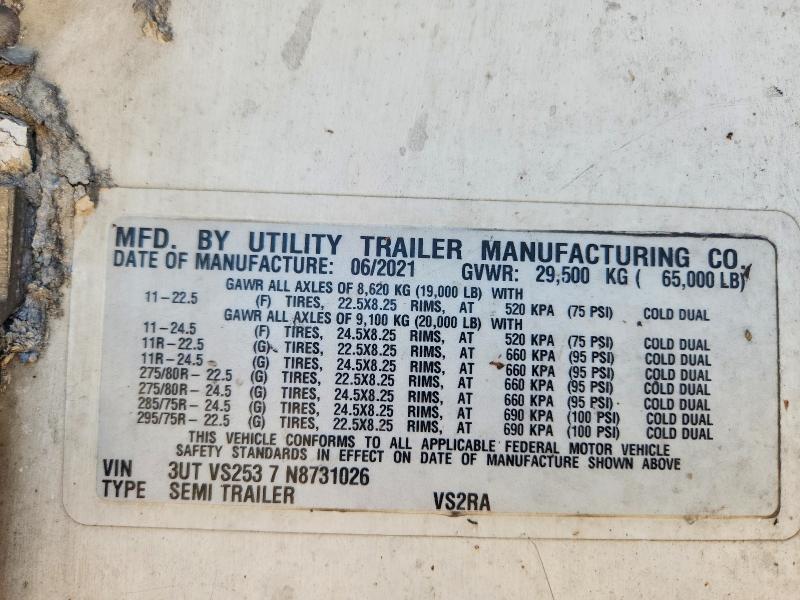 MFD. BY UTILITY TRAILER MANUFACTURING CO.
DATE OF MANUFACTURE: 06/2021 GVWR: 29,500 KG ( 65,000 LB)
GAWR ALL AXLES OF 8,620 KG (19,000 LB) WITH
11-22.5 (F) TIRES, 22.5X8.25 RIMS, AT 520 KPA (75 PSI) COLD DUAL
GAWR ALL AXLES OF 9,100 KG (20,000 LB) WITH
11-24.5 (F) TIRES, 24.5X8.25 RIMS, AT 520 KPA (75 PSI) COLD DUAL
11R-22.5 (G) TIRES, 22.5X8.25 RIMS, AT 660 KPA (95 PSI) COLD DUAL
11R-24.5 (G) TIRES, 24.5X8.25 RIMS, AT 660 KPA (95 PSI) COLD DUAL
275/80R-22.5 (G) TIRES, 22.5X8.25 RIMS, AT 660 KPA (95 PSI) COLD DUAL
275/80R-24.5 (G) TIRES, 24.5X8.25 RIMS, AT 660 KPA (95 PSI) COLD DUAL
285/75R-24.5 (G) TIRES, 24.5X8.25 RIMS, AT 690 KPA (100 PSI) COLD DUAL
295/75R-22.5 (G) TIRES, 22.5X8.25 RIMS, AT 690 KPA (100 PSI) COLD DUAL
THIS VEHICLE CONFORMS TO ALL APPLICABLE FEDERAL MOTOR VEHICLE
SAFETY STANDARDS IN EFFECT ON DATE OF MANUFACTURE SHOWN ABOVE
VIN 3UT VS253 7 N8731026
TYPE SEMI TRAILER VS2RA